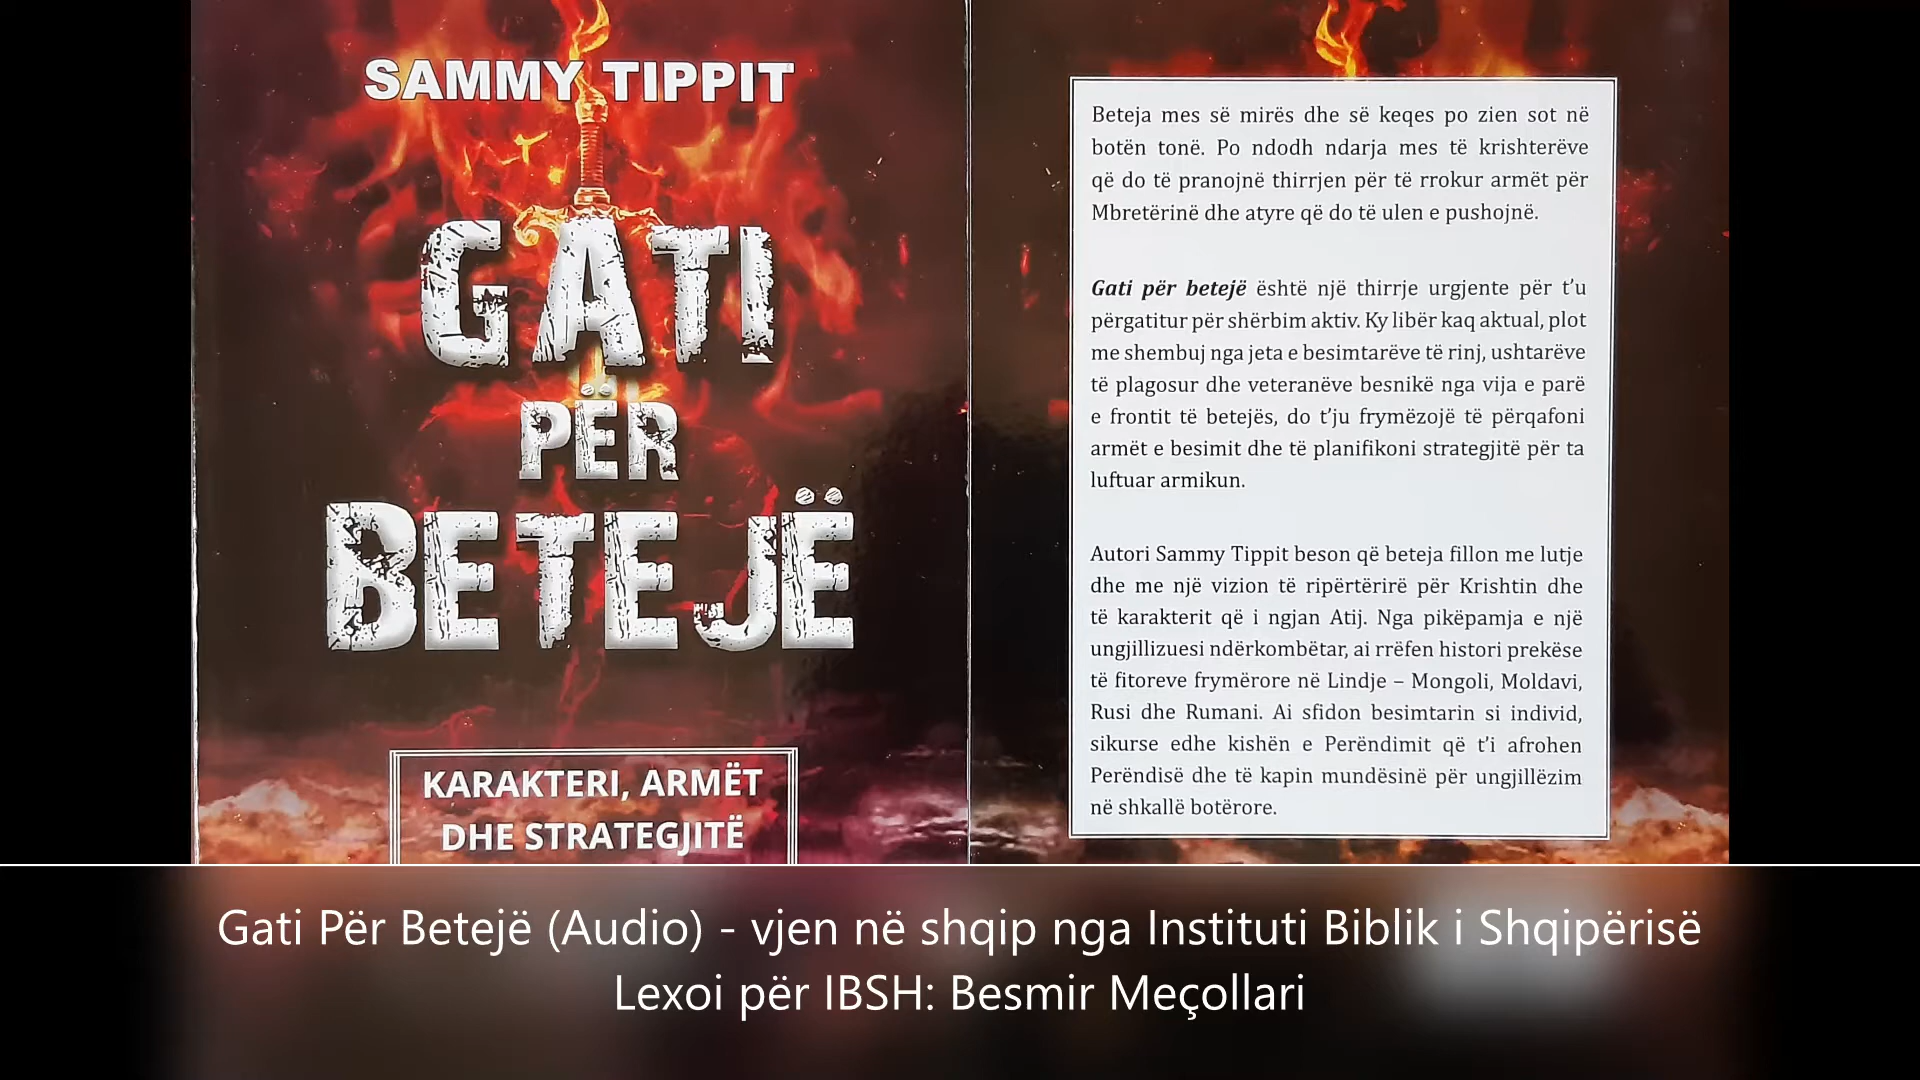 SAMMY TIPPIT
GATI
PËR
BETEJË
KARAKTERI, ARMËT
DHE STRATEGJITË
Beteja mes së mirës dhe së keqes po zien sot në
botën tonë. Po ndodh ndarja mes të krishterëve
që do të pranojnë thirrjen për të rrokur armët për
Mbretërinë dhe atyre që do të ulen e pushojnë.
Gati për betejë është një thirrje urgjente për t’u
përgatitur për shërbim aktiv. Ky libër kaq aktual, plot
me shembuj nga jeta e besimtarëve të rinj, ushtarëve
të plagosur dhe veteranëve besnikë nga vija e parë
e frontit të betejës, do t’ju frymëzojë të përqafoni
armët e besimit dhe të planifikoni strategjitë për ta
luftuar armikun.
Autori Sammy Tippit beson që beteja fillon me lutje
dhe me një vizion të ripërtërirë për Krishtin dhe
të karakterit që i ngjan Atij. Nga pikëpamja e një
ungjillizuesi ndërkombëtar, ai rrëfen histori prekëse
të fitoreve frymërore në Lindje – Mongoli, Moldavi,
Rusi dhe Rumani. Ai sfidon besimtarin si individ,
sikurse edhe kishën e Perëndimit që t’i afrohen
Perëndisë dhe të kapin mundësinë për ungjillëzim
në shkallë botërore.
Gati Për Betejë (Audio) - vjen në shqip nga Instituti Biblik i Shqipërisë
Lexoi për IBSH: Besmir Meçollari